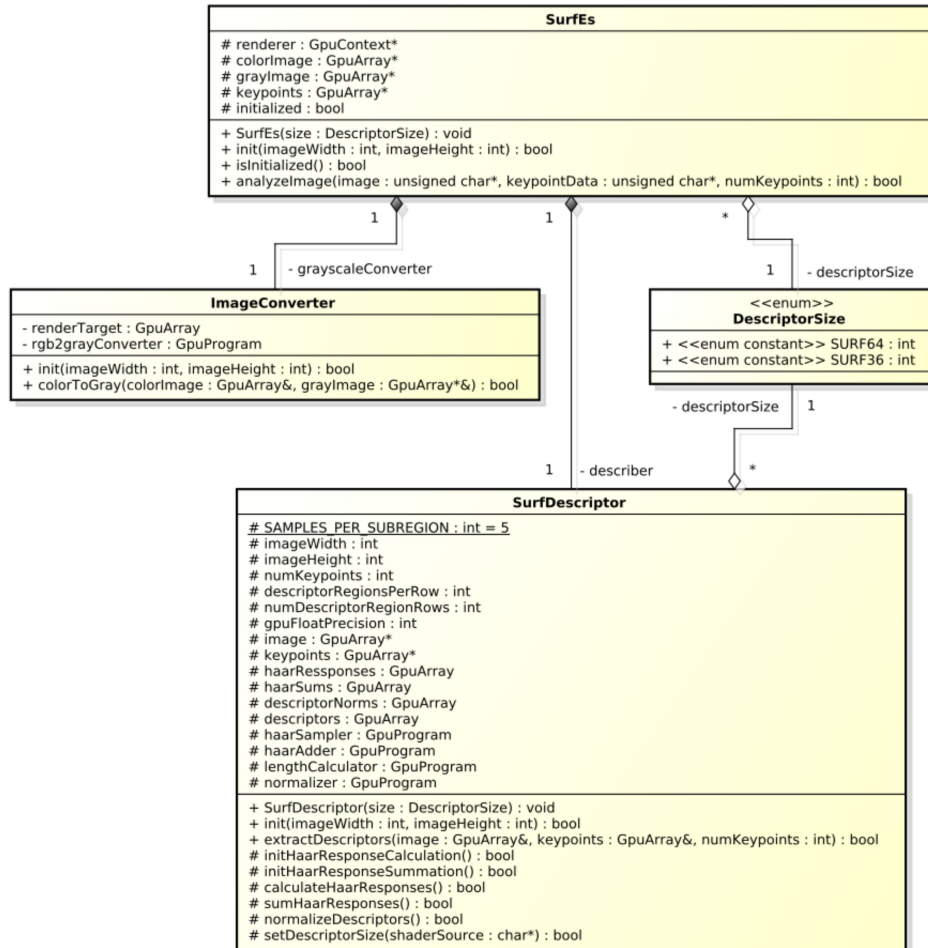 SurfEs
# renderer : GpuContext*
# colorImage : GpuArray*
# grayImage : GpuArray*
# keypoints : GpuArray*
# initialized : bool
+ SurfEs(size : DescriptorSize) : void
+ init(imageWidth : int, imageHeight : int) : bool
+ isInitialized() : bool
+ analyzeImage(image : unsigned char*, keypointData : unsigned char*, numKeypoints : int) : bool
1
1
*
1
- grayscaleConverter
1
- descriptorSize
ImageConverter
- renderTarget : GpuArray
- rgb2grayConverter : GpuProgram
+ init(imageWidth : int, imageHeight : int) : bool
+ colorToGray(colorImage : GpuArray&, grayImage : GpuArray*&) : bool
<<enum>>
DescriptorSize
+ <<enum constant>> SURF64 : int
+ <<enum constant>> SURF36 : int
- descriptorSize
1
1
- describer
*
SurfDescriptor
# SAMPLES_PER_SUBREGION : int = 5
# imageWidth : int
# imageHeight : int
# numKeypoints : int
# descriptorRegionsPerRow : int
# numDescriptorRegionRows : int
# gpuFloatPrecision : int
# image : GpuArray*
# keypoints : GpuArray*
# haarRessponses : GpuArray
# haarSums : GpuArray
# descriptorNorms : GpuArray
# descriptors : GpuArray
# haarSampler : GpuProgram
# haarAdder : GpuProgram
# lengthCalculator : GpuProgram
# normalizer : GpuProgram
+ SurfDescriptor(size : DescriptorSize) : void
+ init(imageWidth : int, imageHeight : int) : bool
+ extractDescriptors(image : GpuArray&, keypoints : GpuArray&, numKeypoints : int) : bool
# initHaarResponseCalculation() : bool
# initHaarResponseSummation() : bool
# calculateHaarResponses() : bool
# sumHaarResponses() : bool
# normalizeDescriptors() : bool
# setDescriptorSize(shaderSource : char*) : bool